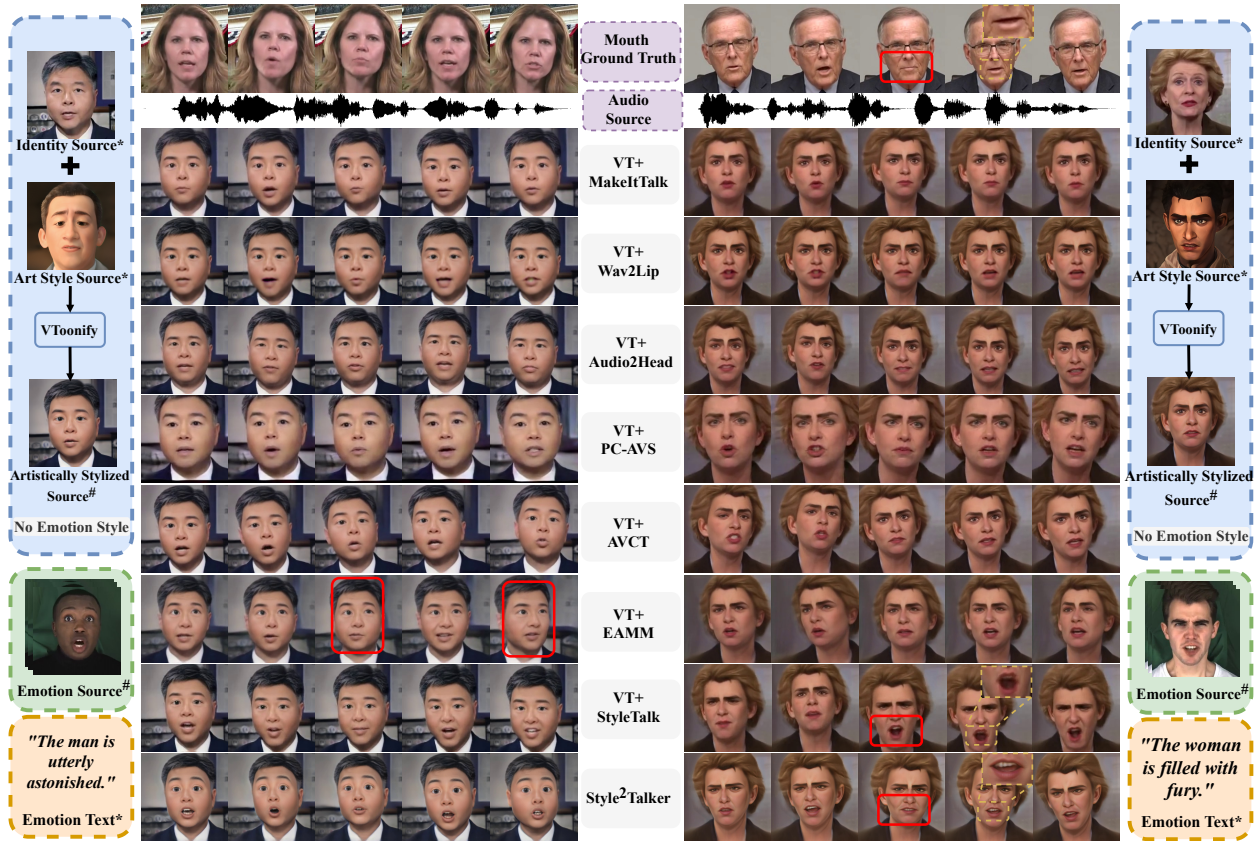 Identity Source*
+
Art Style Source*
VToonify
Artistically Stylized
Source#
No Emotion Style
Emotion Source#
"The man is
utterly
astonished."
Emotion Text*
Mouth
Ground Truth
Audio
Source
VT+
MakeItTalk
VT+
Wav2Lip
VT+
Audio2Head
VT+
PC-AVS
VT+
AVCT
VT+
EAMM
VT+
StyleTalk
Style2Talker
Identity Source*
+
Art Style Source*
VToonify
Artistically Stylized
Source#
No Emotion Style
Emotion Source#
"The woman
is filled with
fury."
Emotion Text*